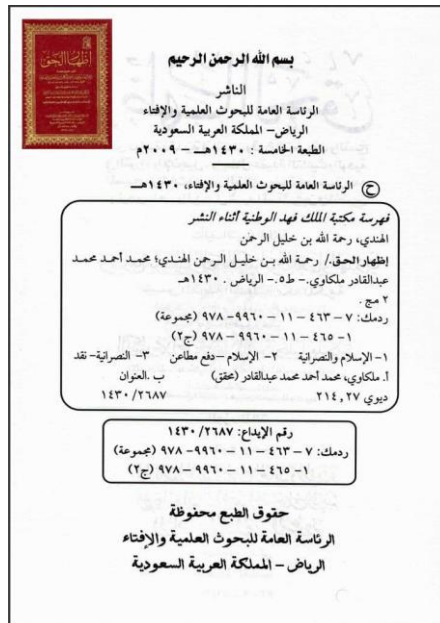 إظهار الحق
بسم الله الرحمن الرحيم
الناشر
الرئاسة العامة للبحوث العلمية والإفتاء
الرياض- المملكة العربية السعودية
الطبعة الخامسة : ١٤٣٠هـ - ٢٠٠٩م
ح الرئاسة العامة للبحوث العلمية والإفتاء، ١٤٣٠هـ
فهرسة مكتبة الملك فهد الوطنية أثناء النشر
الهندي، رحمة الله بن خليل الرحمن
إظهار الحق./ رحمة الله بن خليل الرحمن الهندي؛ محمد أحمد محمد
عبدالقادر ملكاوي.- ط٥.- الرياض . ١٤٣٠هـ
٢ مج .
ردمك: ٧ - ٤٦٣ - ١١ - ٩٩٦٠ - ٩٧٨ (مجموعة)
١ - ٤٦٥ - ١١ - ٩٩٦٠ - ٩٧٨ (ج٢)
١- الإسلام والنصرانية ٢- الإسلام-دفع مطاعن ٣- النصرانية- نقد
أ. ملكاوي، محمد أحمد محمد عبدالقادر (محقق) ب .العنوان
ديوي ٢١٤,٢٧ ١٤٣٠/٢٦٨٧
رقم الإيداع: ١٤٣٠/٢٦٨٧
ردمك: ٧ - ٤٦٣ - ١١ - ٩٩٦٠ - ٩٧٨ (مجموعة)
١ - ٤٦٥ - ١١ - ٩٩٦٠ - ٩٧٨ (ج٢)
حقوق الطبع محفوظة
الرئاسة العامة للبحوث العلمية والإفتاء
الرياض - المملكة العربية السعودية